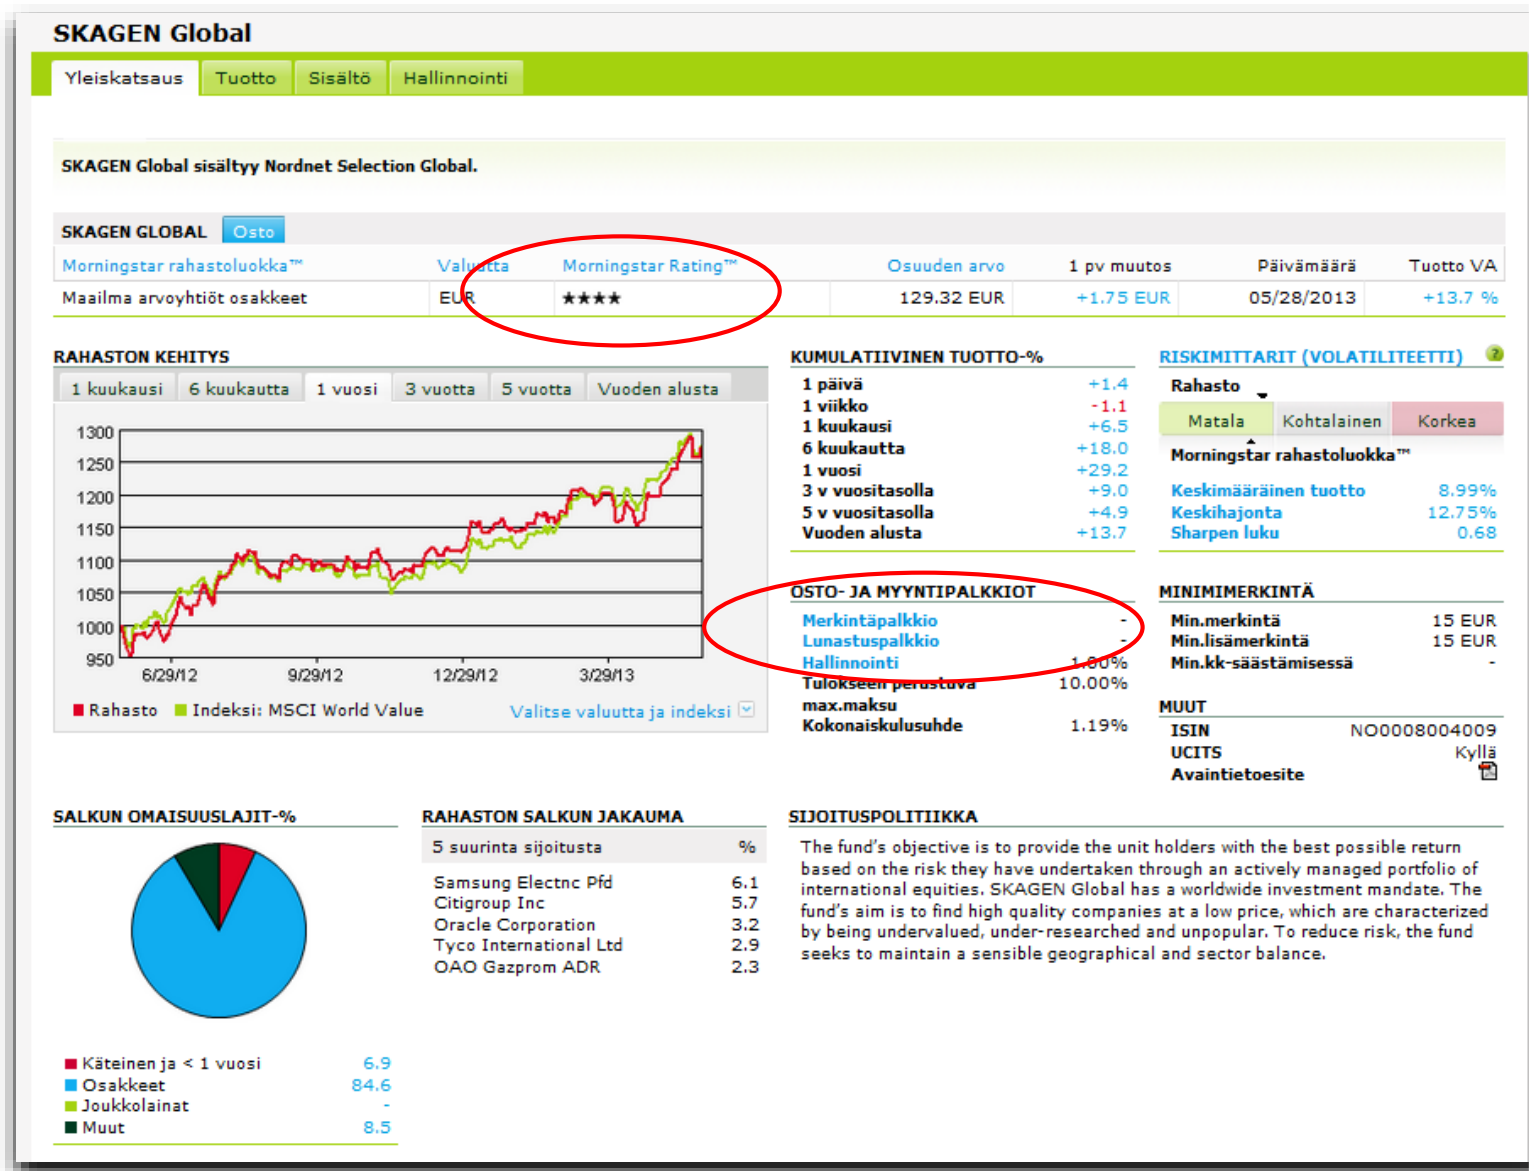 SKAGEN Global
Yleiskatsaus Tuotto Sisältö Hallinnointi
SKAGEN Global sisältyy Nordnet Selection Global.
SKAGEN GLOBAL Osto
Morningstar rahastoluokka™ Valuutta Morningstar Rating™ Osuuden arvo 1 pv muutos Päivämäärä Tuotto VA
Maailma arvoyhtiöt osakkeet EUR ★★★★ 129.32 EUR +1.75 EUR 05/28/2013 +13.7 %
RAHASTON KEHITYS
1 kuukausi 6 kuukautta 1 vuosi 3 vuotta 5 vuotta Vuoden alusta
1300
1250
1200
1150
1100
1050
1000
950
6/29/12 9/29/12 12/29/12 3/29/13
Rahasto Indeksi: MSCI World Value Valitse valuutta ja indeksi
KUMULATIIVINEN TUOTTO-%
1 päivä +1.4
1 viikko -1.1
1 kuukausi +6.5
6 kuukautta +18.0
1 vuosi +29.2
3 v vuositasolla +9.0
5 v vuositasolla +4.9
Vuoden alusta +13.7
RISKIMITTARIT (VOLATILITEETTI) ?
Rahasto
Matala Kohtalainen Korkea
Morningstar rahastoluokka™
Keskimääräinen tuotto 8.99%
Keskihajonta 12.75%
Sharpen luku 0.68
OSTO- JA MYYNTIPALKKIOT
Merkintäpalkkio -
Lunastuspalkkio -
Hallinnointi 1.00%
Tulokseen perustuva 10.00%
max.maksu
Kokonaiskulusuhde 1.19%
MINIMIMERKINTÄ
Min.merkintä 15 EUR
Min.lisämerkintä 15 EUR
Min.kk-säästämisessä -
MUUT
ISIN NO0008004009
UCITS Kyllä
Avaintietoesite
SALKUN OMAISUUSLAJIT-%
Käteinen ja < 1 vuosi 6.9
Osakkeet 84.6
Joukkolainat -
Muut 8.5
RAHASTON SALKUN JAKAUMA
5 suurinta sijoitusta %
Samsung Electnc Pfd 6.1
Citigroup Inc 5.7
Oracle Corporation 3.2
Tyco International Ltd 2.9
OAO Gazprom ADR 2.3
SIJOITUSPOLITIIKKA
The fund's objective is to provide the unit holders with the best possible return
based on the risk they have undertaken through an actively managed portfolio of
international equities. SKAGEN Global has a worldwide investment mandate. The
fund's aim is to find high quality companies at a low price, which are characterized
by being undervalued, under-researched and unpopular. To reduce risk, the fund
seeks to maintain a sensible geographical and sector balance.